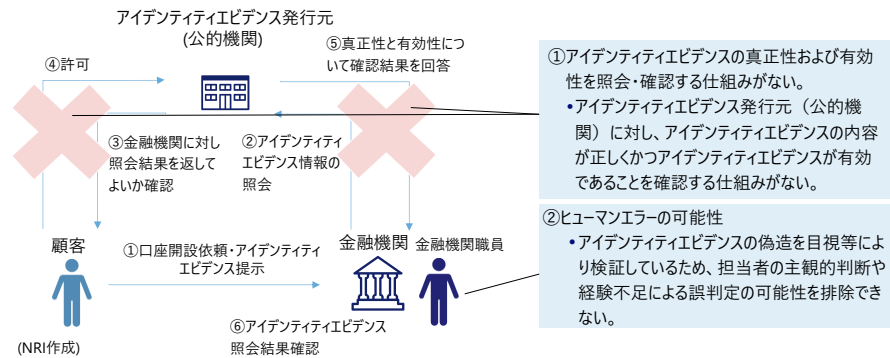 アイデンティティエビデンス発行元
(公的機関)
⑤真正性と有効性につ
いて確認結果を回答
④許可
③金融機関に対し
照会結果を返して
よいか確認
②アイデンティティ
エビデンス情報の
照会
顧客
①口座開設依頼・アイデンティティ
エビデンス提示
金融機関
金融機関職員
⑥アイデンティティエビデンス
照会結果確認
(NRI作成)
①アイデンティティエビデンスの真正性および有効
性を照会・確認する仕組みがない。
•アイデンティティエビデンス発行元（公的機
関）に対し、アイデンティティエビデンスの内容
が正しくかつアイデンティティエビデンスが有効
であることを確認する仕組みがない。
②ヒューマンエラーの可能性
•アイデンティティエビデンスの偽造を目視等によ
り検証しているため、担当者の主観的判断や
経験不足による誤判定の可能性を排除でき
ない。